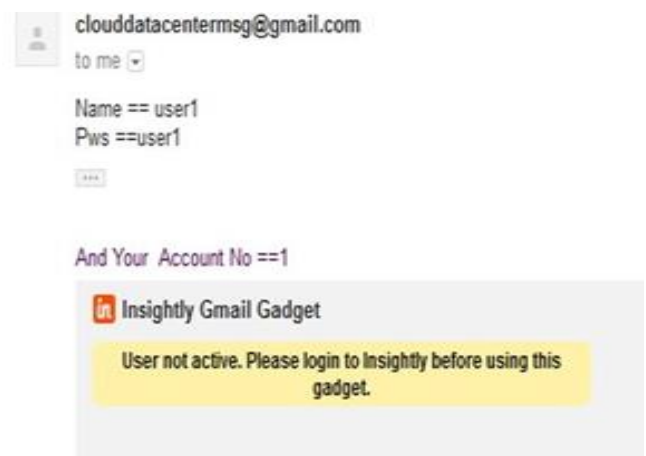 clouddatacentermsg@gmail.com
to me
Name == user1
Pws ==user1
And Your Account No ==1
in Insightly Gmail Gadget
User not active. Please login to Insightly before using this
gadget.